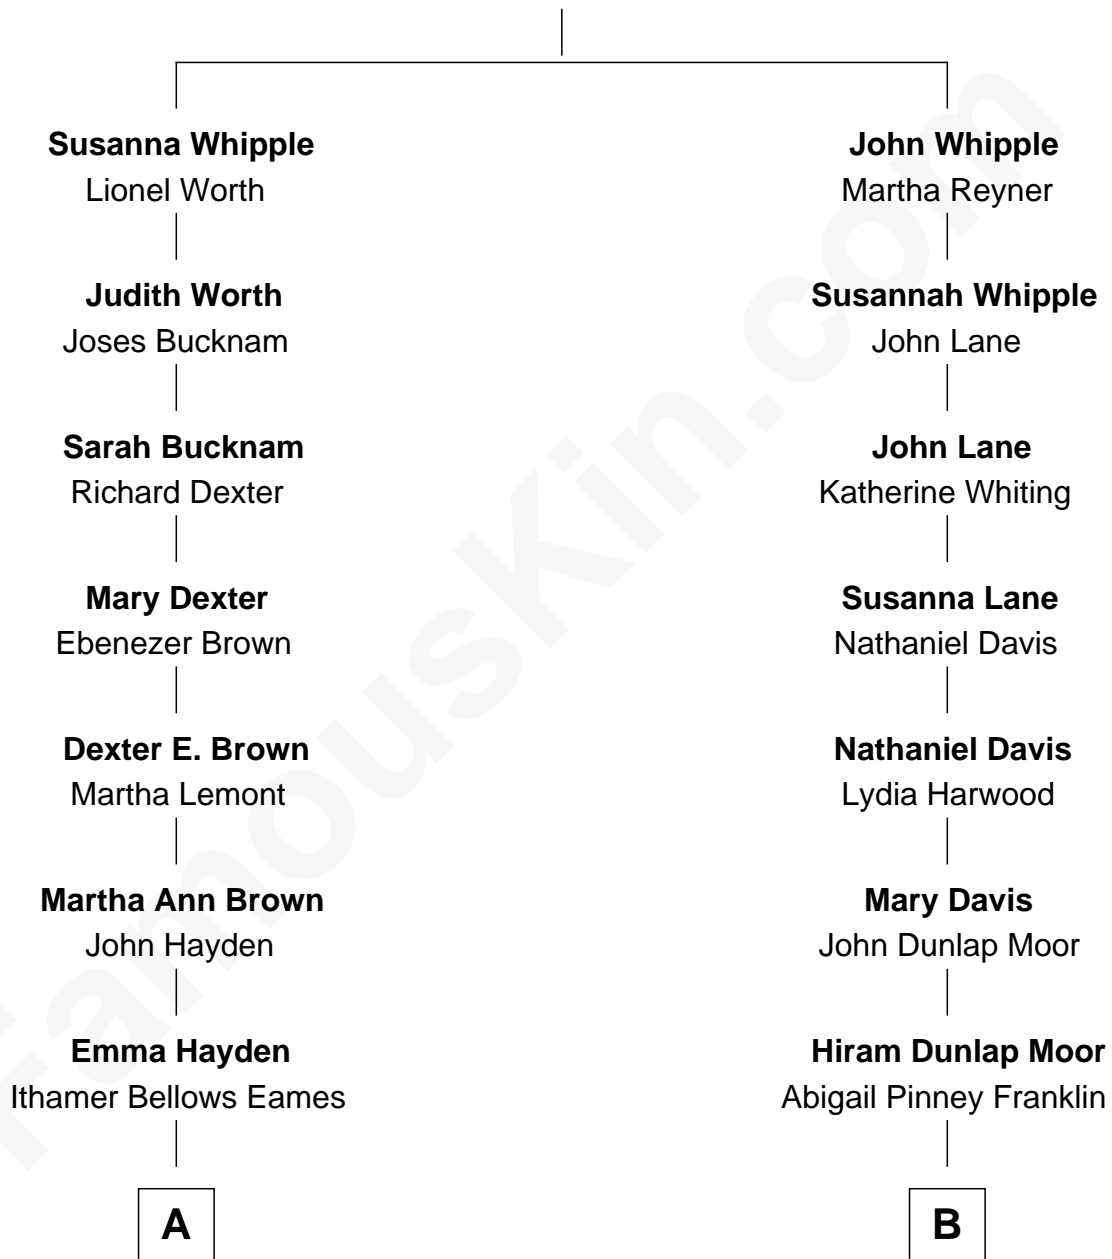 Susanna Whipple
Lionel Worth
Judith Worth
Joses Bucknam
Sarah Bucknam
Richard Dexter
Mary Dexter
Ebenezer Brown
Dexter E. Brown
Martha Lemont
Martha Ann Brown
John Hayden
Emma Hayden
Ithamer Bellows Eames
A
John Whipple
Martha Reyner
Susannah Whipple
John Lane
John Lane
Katherine Whiting
Susanna Lane
Nathaniel Davis
Nathaniel Davis
Lydia Harwood
Mary Davis
John Dunlap Moor
Hiram Dunlap Moor
Abigail Pinney Franklin
B
FamousKin.com